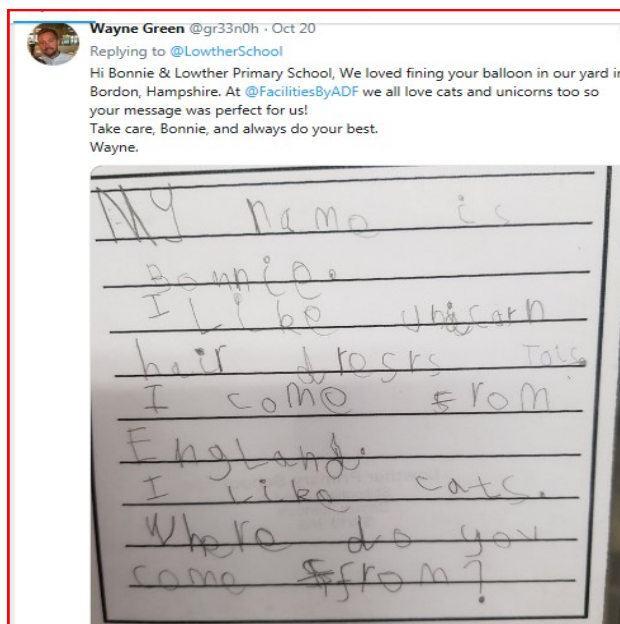 Wayne Green @gr33n0h · Oct 20
Replying to @LowtherSchool
Hi Bonnie & Lowther Primary School, We loved fining your balloon in our yard in
Bordon, Hampshire. At @FacilitiesByADF we all love cats and unicorns too so
your message was perfect for us!
Take care, Bonnie, and always do your best.
Wayne.
My name is
Bonnie.
I Like unicarn
hair dresrs
I come from
England.
I Like cats.
Where do you
come from?